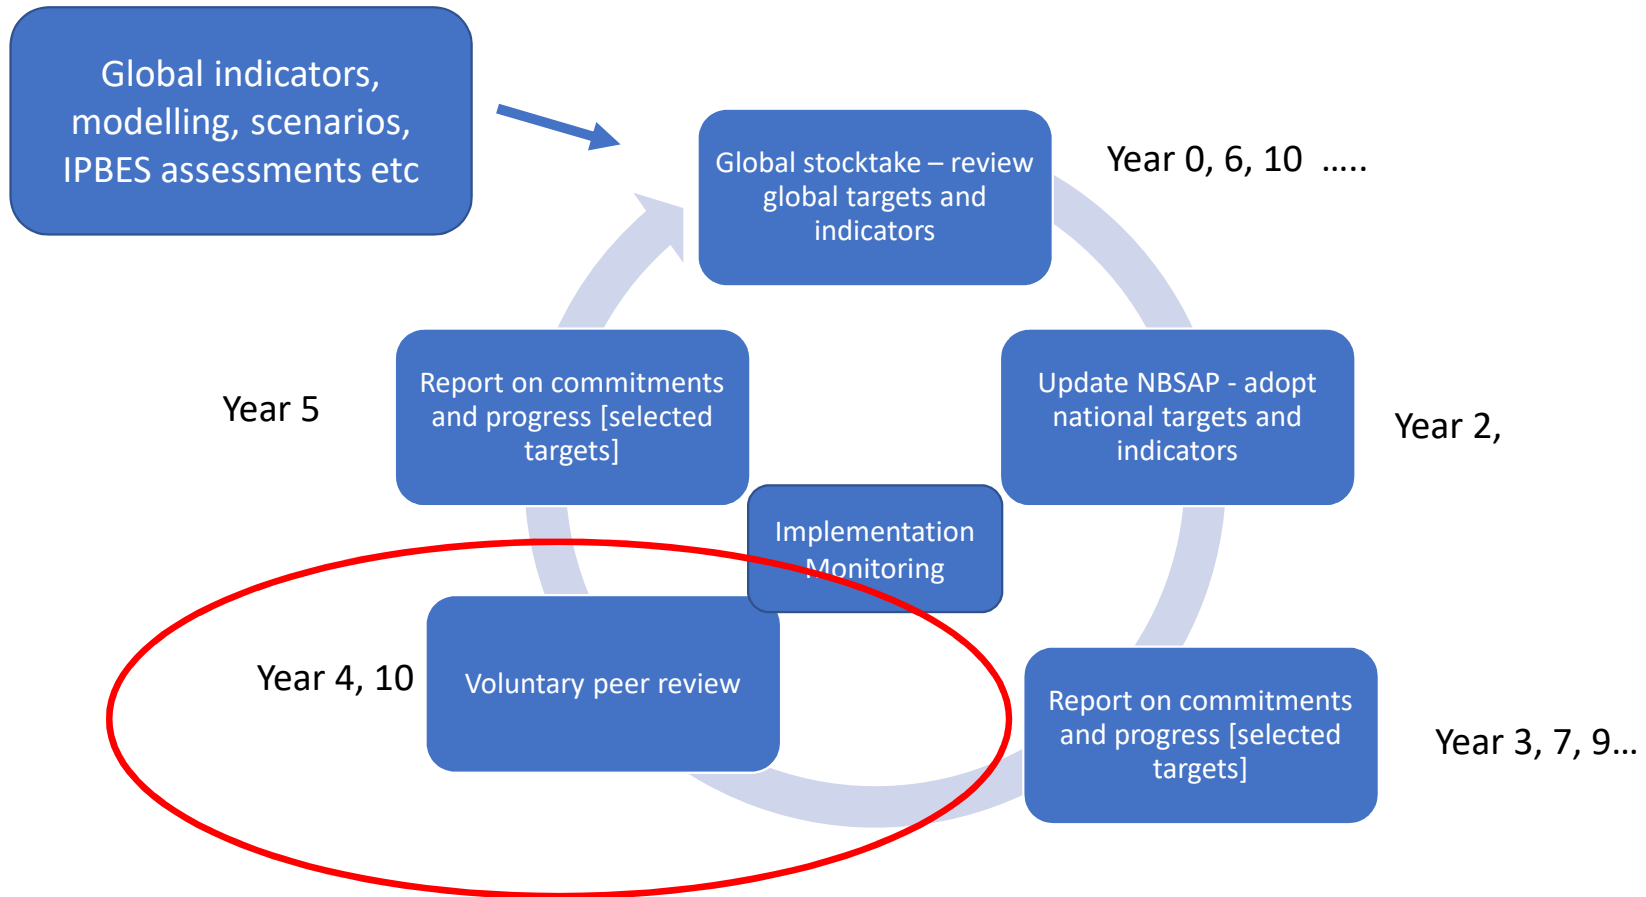 Global indicators,
modelling, scenarios,
IPBES assessments etc
Global stocktake – review
global targets and
indicators
Year 0, 6, 10 .....
Update NBSAP - adopt
national targets and
indicators
Year 2,
Report on commitments
and progress [selected
targets]
Year 3, 7, 9…
Voluntary peer review
Year 4, 10
Report on commitments
and progress [selected
targets]
Year 5
Implementation
Monitoring